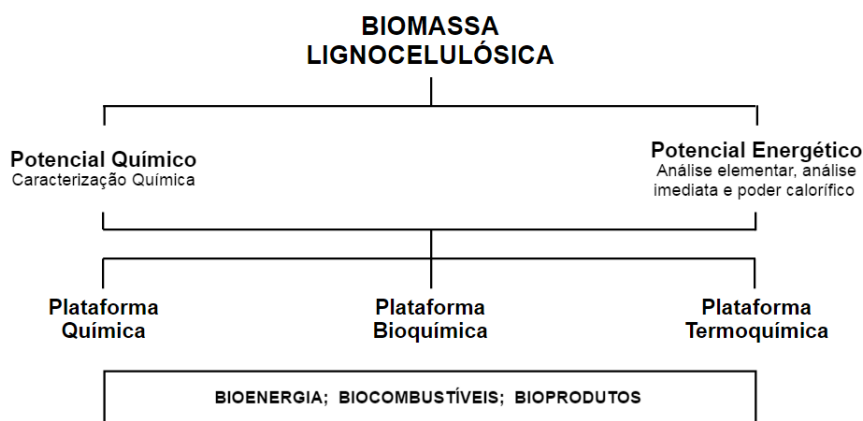 BIOMASSA
LIGNOCELULÓSICA
Potencial Químico
Caracterização Química
Potencial Energético
Análise elementar, análise
imediata e poder calorífico
Plataforma
Química
Plataforma
Bioquímica
Plataforma
Termoquímica
BIOENERGIA; BIOCOMBUSTÍVEIS; BIOPRODUTOS